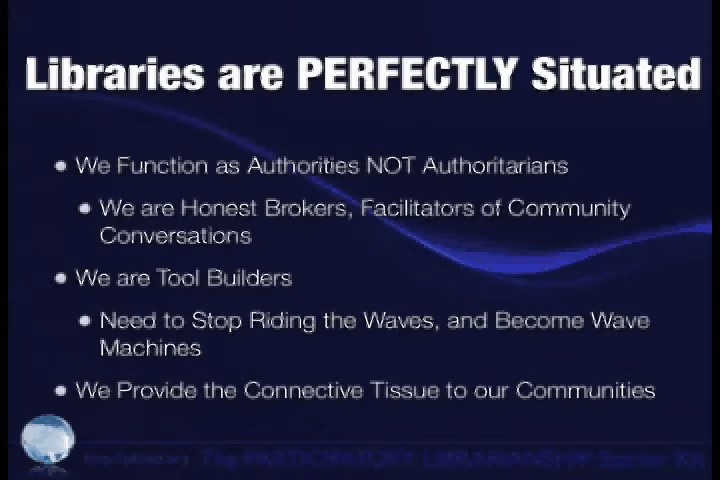 Libraries are PERFECTLY Situated
• We Function as Authorities NOT Authoritarians
• We are Honest Brokers, Facilitators of Community
Conversations
• We are Tool Builders
• Need to Stop Riding the Waves, and Become Wave
Machines
• We Provide the Connective Tissue to our Communities
The PARTICIPATORY LIBRARIANSHIP Starter Kit